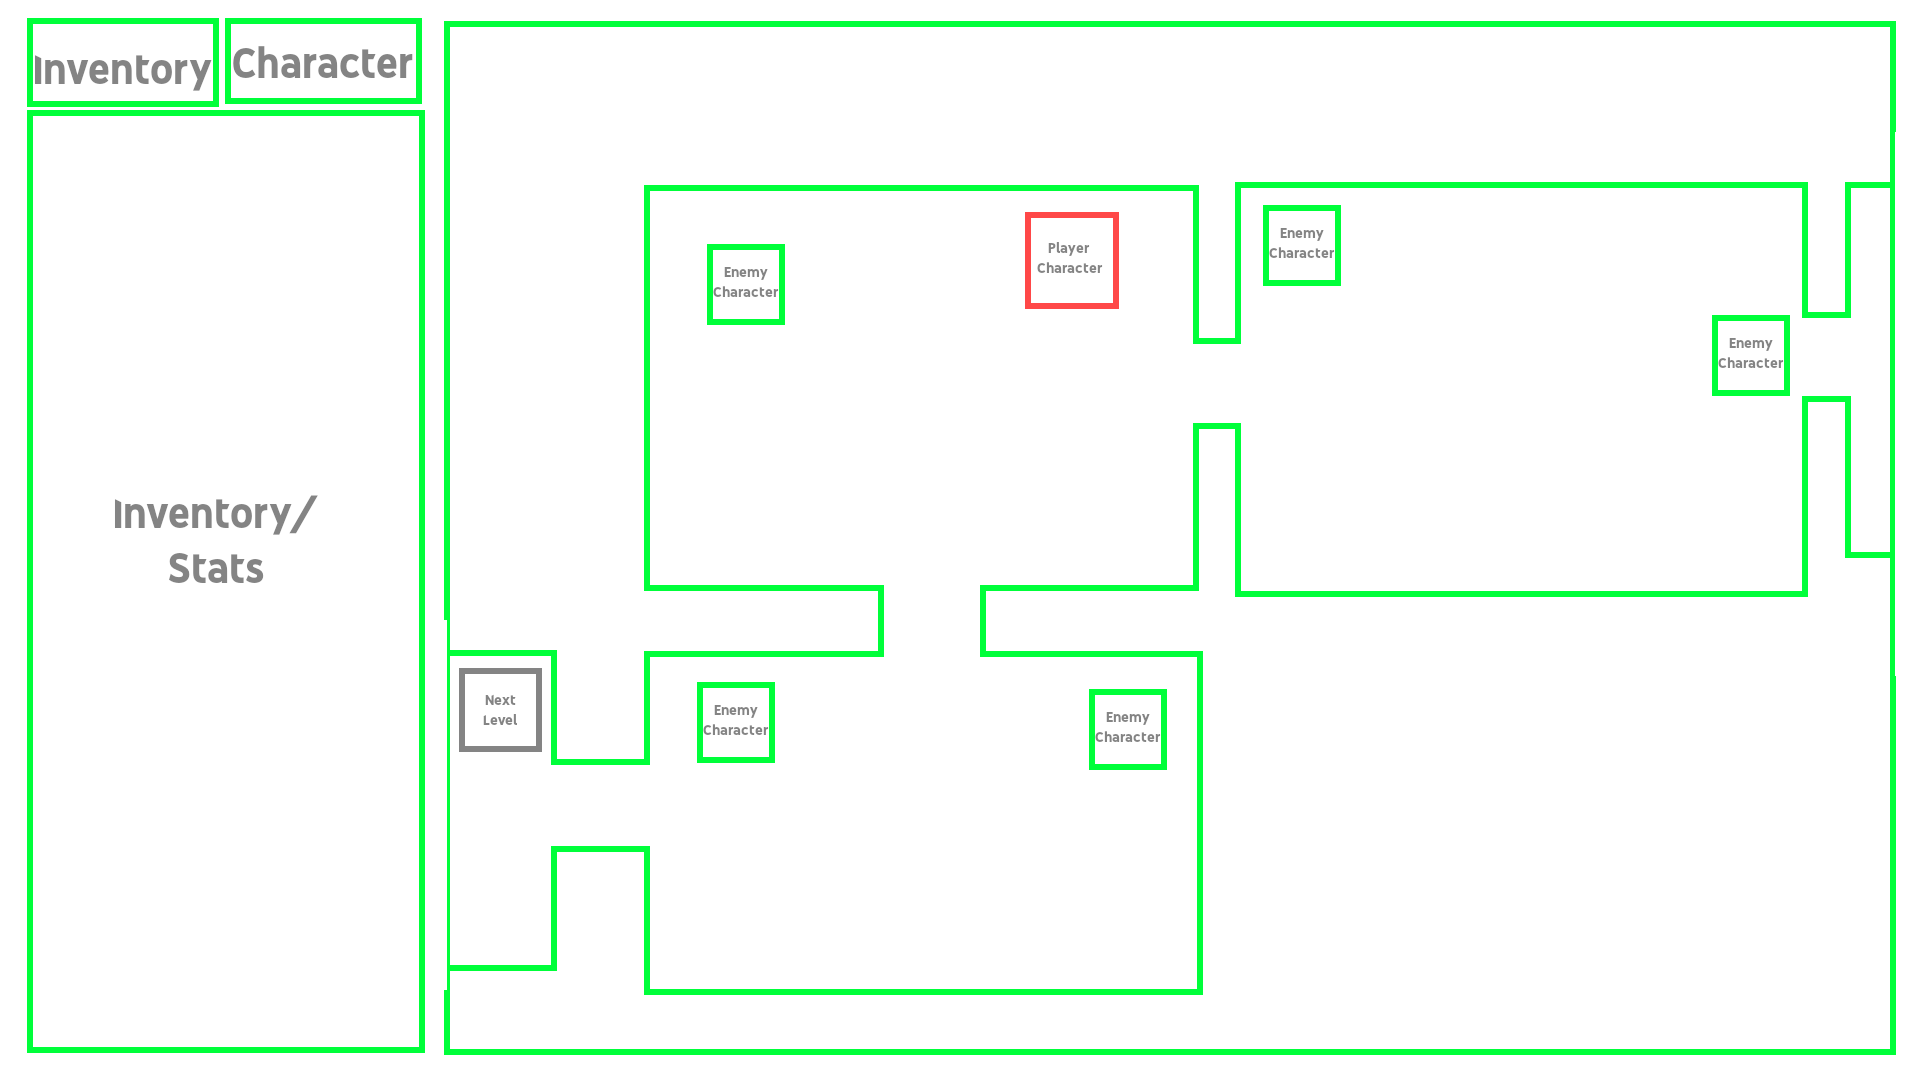 Inventory
Character
Inventory/
Stats
Enemy
Character
Player
Character
Enemy
Character
Enemy
Character
Next
Level
Enemy
Character
Enemy
Character